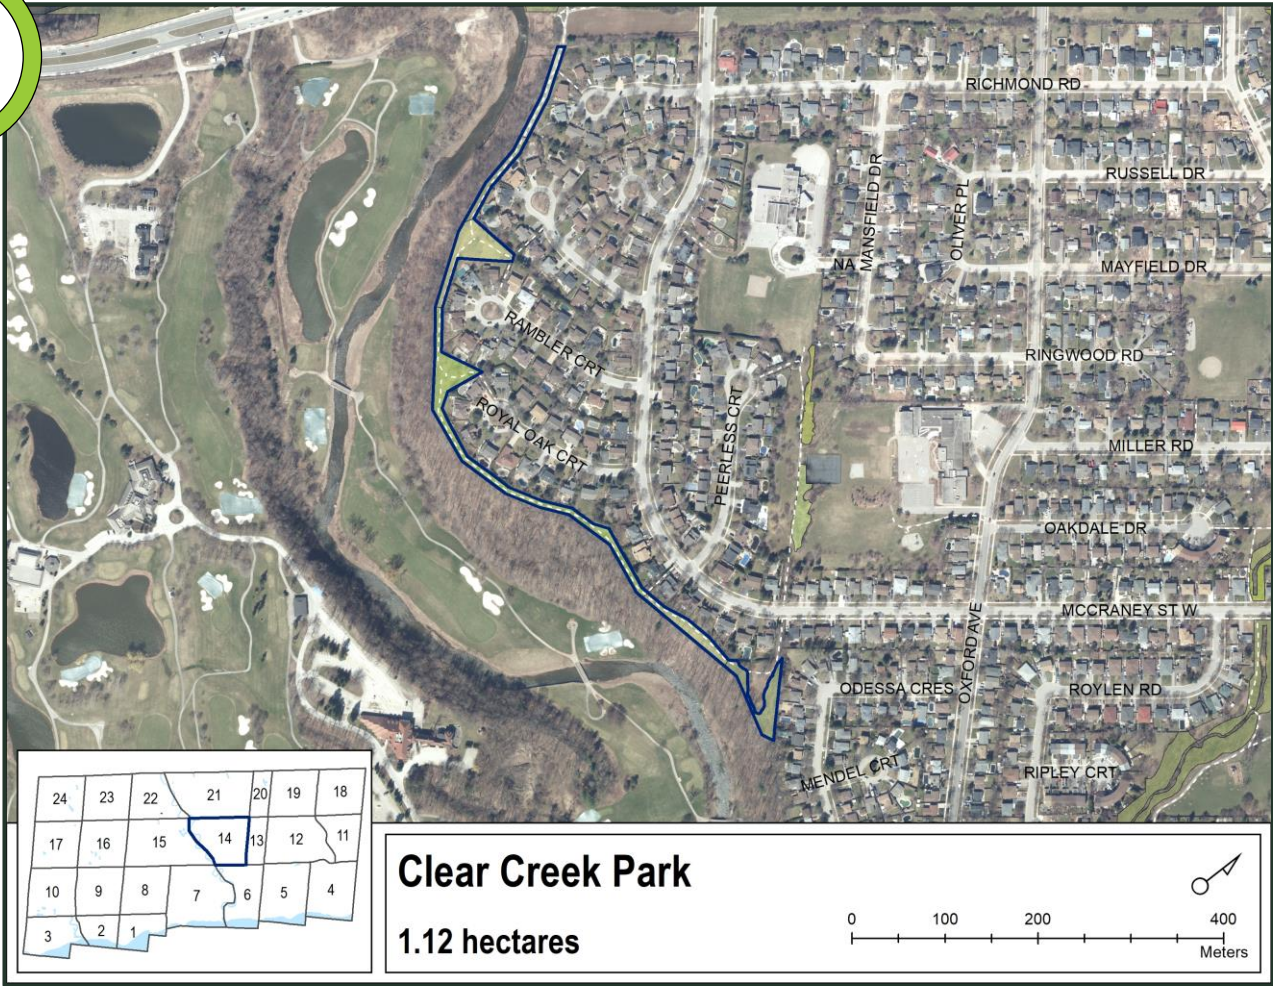 RICHMOND RD
RUSSELL DR
MANSFIELD DR
OLIVER PL
NA
MAYFIELD DR
RAMBLER CRT
RINGWOOD RD
ROYAL OAK CRT
PEERLESS CRT
MILLER RD
OAKDALE DR
MCCRANEY ST W
OXFORD AVE
ODESSA CRES
ROYLEN RD
MENDEL CRT
RIPLEY CRT
24 23 22 21 20 19 18
17 16 15 14 13 12 11
10 9 8 7 6 5 4
3 2 1
Clear Creek Park
1.12 hectares
0 100 200 400
Meters